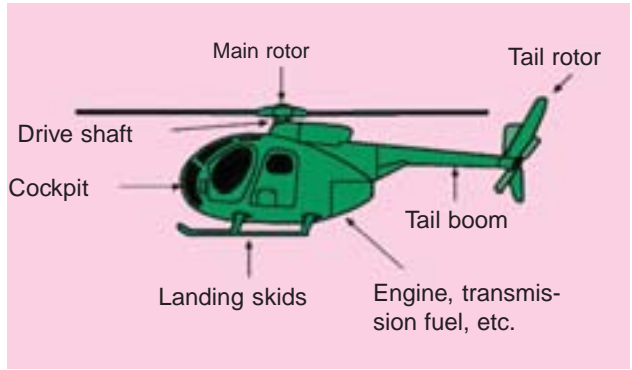 Main rotor
Tail rotor
Drive shaft
Cockpit
Tail boom
Landing skids
Engine, transmis-
sion fuel, etc.